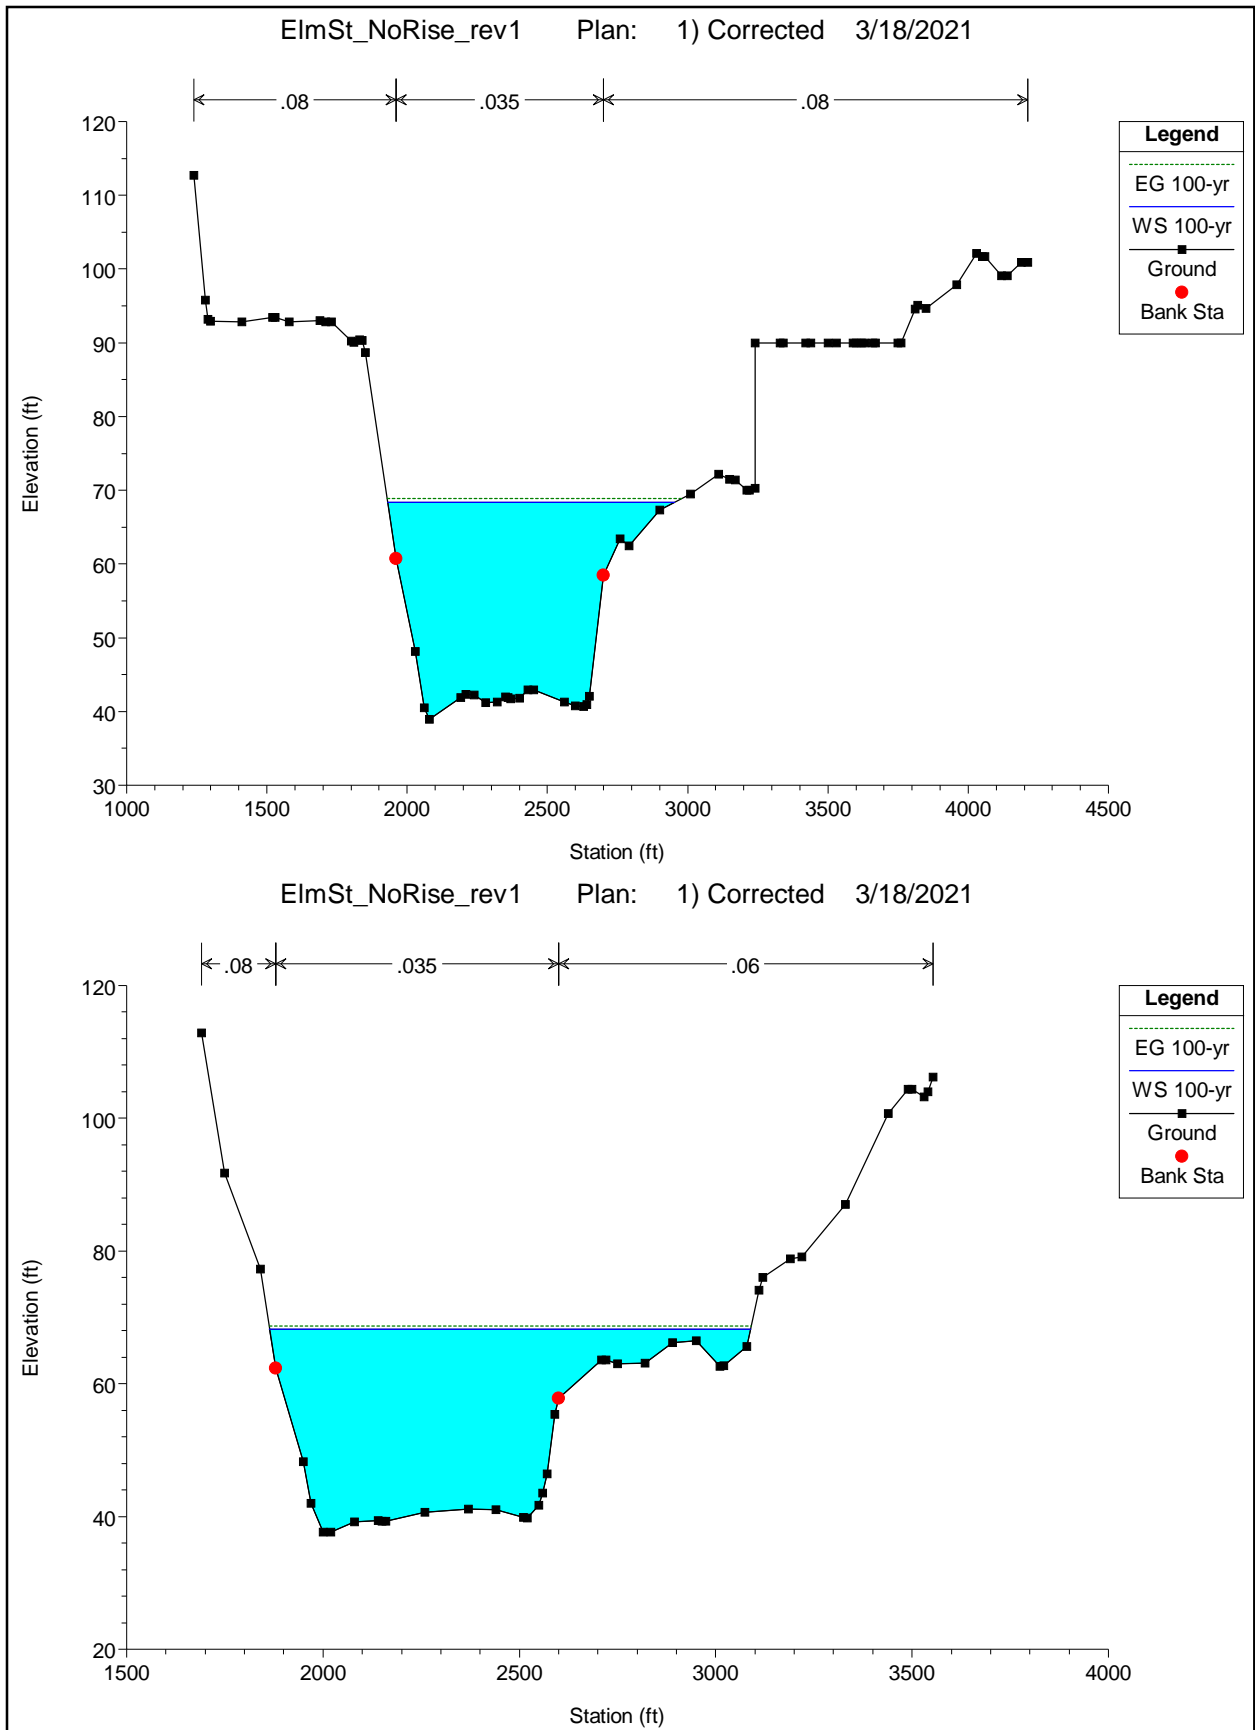 ElmSt_NoRise_rev1 Plan: 1) Corrected 3/18/2021
.08 .035 .08
120
110
100
90
80
70
60
50
40
30
Elevation (ft)
1000 1500 2000 2500 3000 3500 4000 4500
Station (ft)
Legend
EG 100-yr
WS 100-yr
Ground
Bank Sta
ElmSt_NoRise_rev1 Plan: 1) Corrected 3/18/2021
.08 .035 .06
120
100
80
60
40
20
Elevation (ft)
1500 2000 2500 3000 3500 4000
Station (ft)
Legend
EG 100-yr
WS 100-yr
Ground
Bank Sta